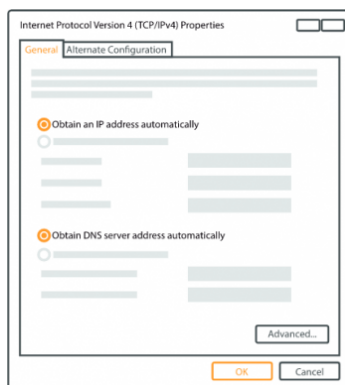 Internet Protocol Version 4 (TCP/IPv4) Properties
General Alternate Configuration
Obtain an IP address automatically
Obtain DNS server address automatically
Advanced...
OK Cancel